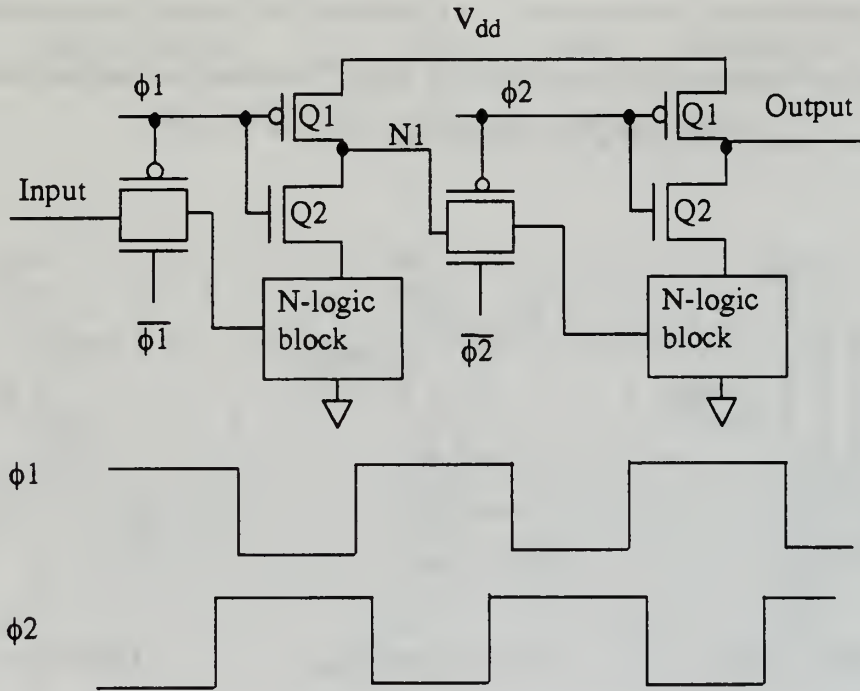 V_dd
ϕ1
Q1
ϕ2
Q1
Output
N1
Input
Q2
Q2
N-logic
block
N-logic
block
ϕ1̅
ϕ2̅
ϕ1
ϕ2